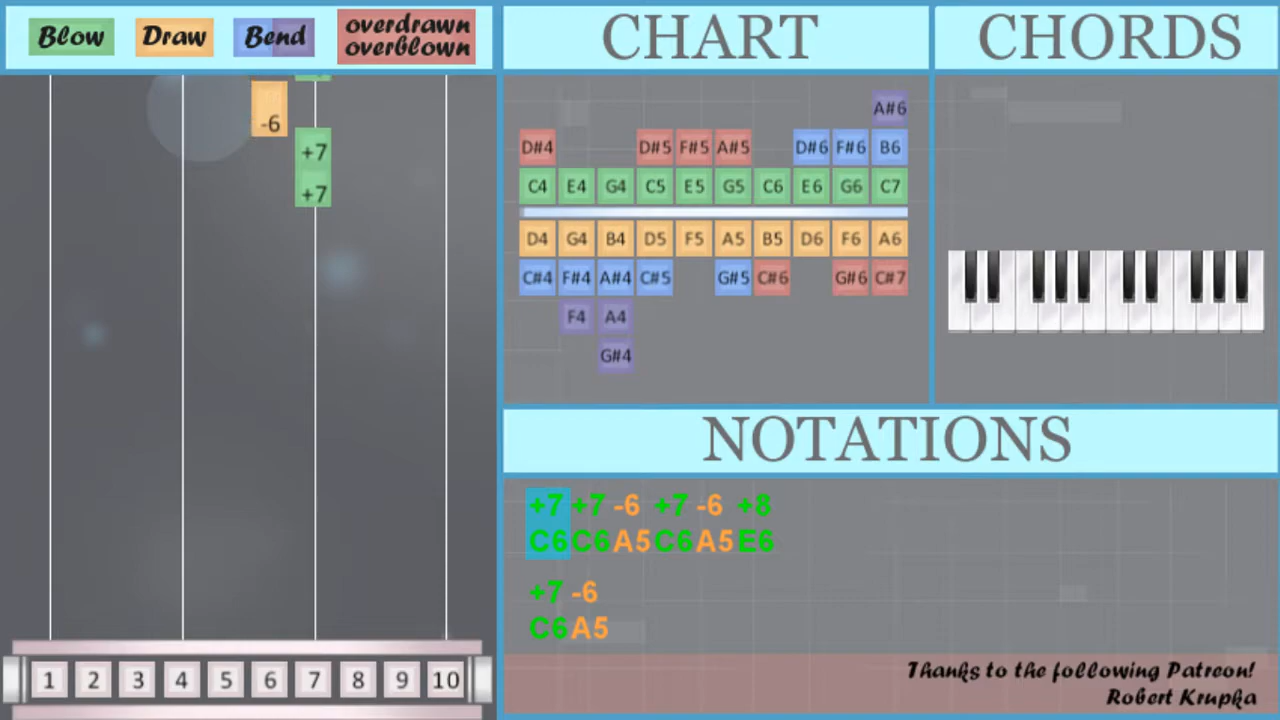 Blow Draw Bend overdrawn
overblown
CHART
CHORDS
-6
+7
+7
A#6
D#4 D#5 F#5 A#5 D#6 F#6 B6
C4 E4 G4 C5 E5 G5 C6 E6 G6 C7
D4 G4 B4 D5 F5 A5 B5 D6 F6 A6
C#4 F#4 A#4 C#5 G#5 C#6 G#6 C#7
F4 A4
G#4
NOTATIONS
+7 +7 -6 +7 -6 +8
C6 C6 A5 C6 A5 E6
+7 -6
C6 A5
1 2 3 4 5 6 7 8 9 10
Thanks to the following Patreon!
Robert Krupka